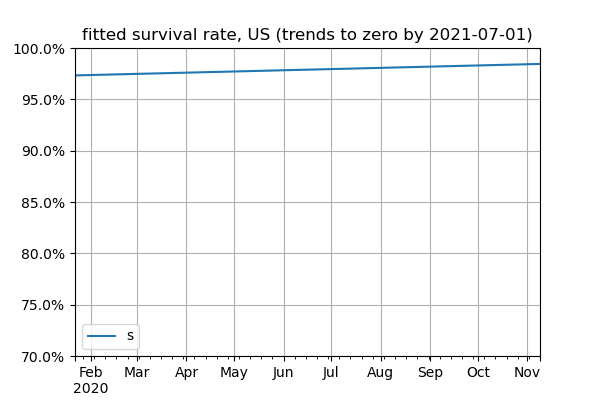 fitted survival rate, US (trends to zero by 2021-07-01)
100.0%
95.0%
90.0%
85.0%
80.0%
75.0%
70.0%
s
Feb Mar Apr May Jun Jul Aug Sep Oct Nov
2020